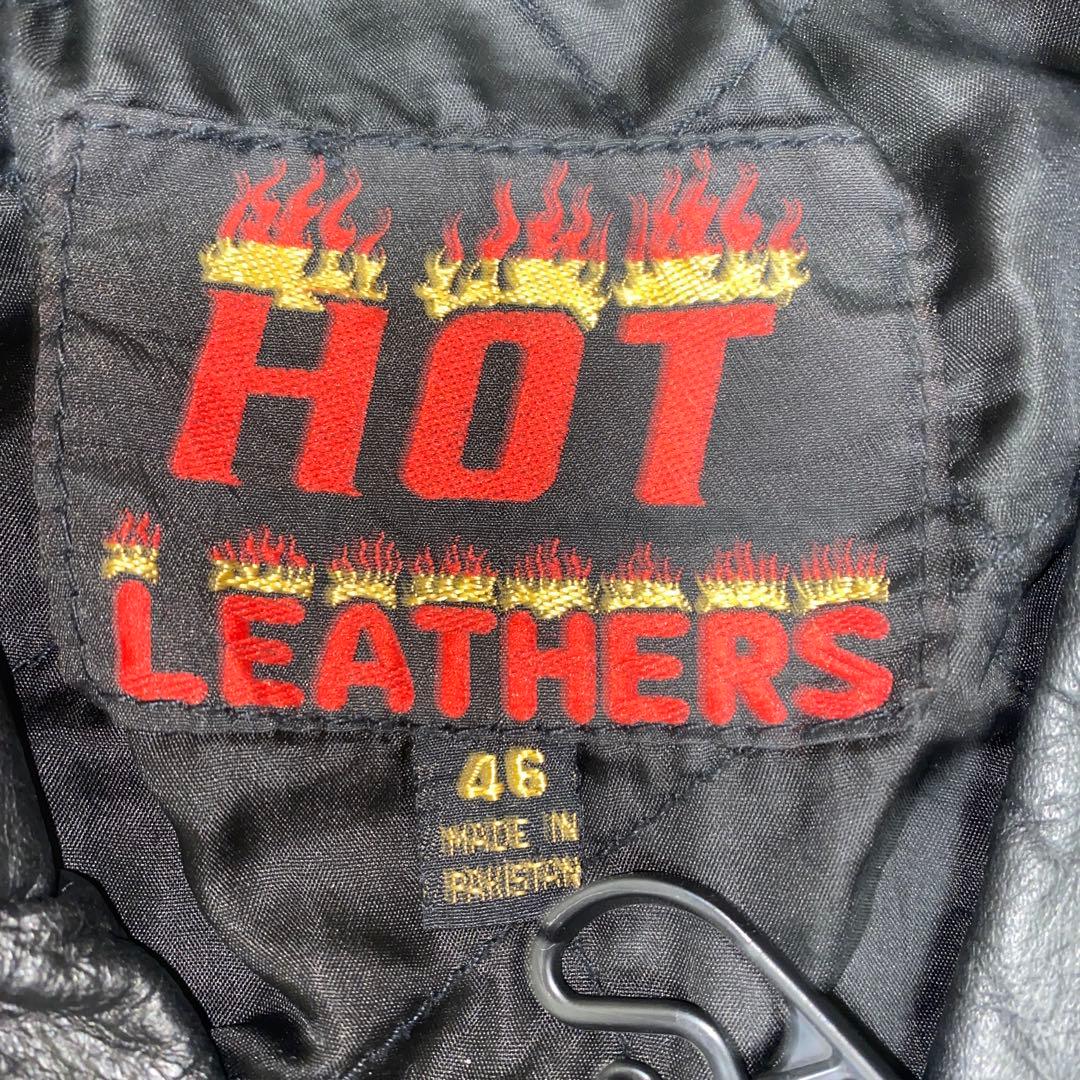 HOT
LEATHERS
46
MADE IN
PAKISTAN